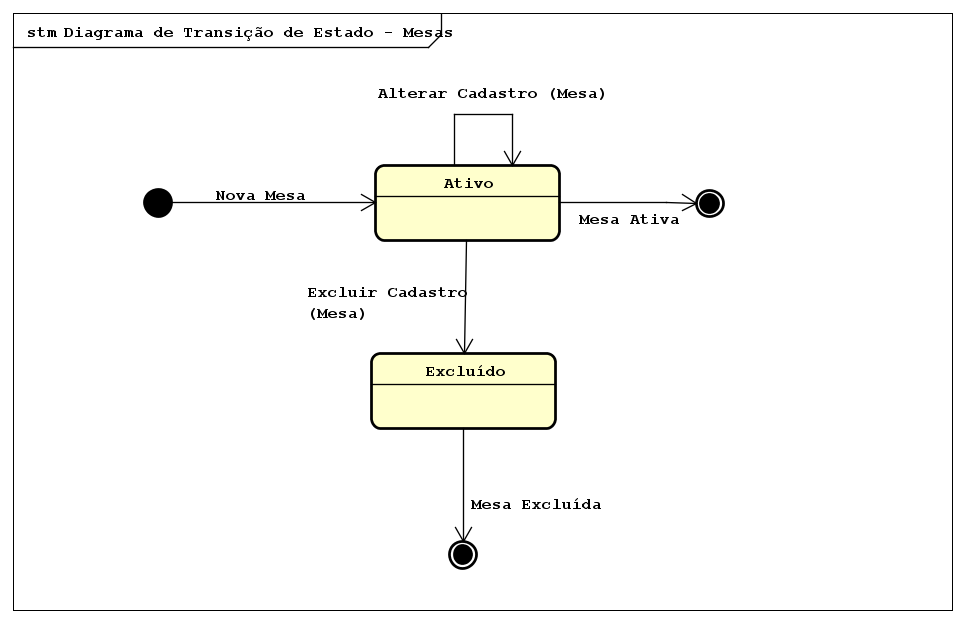 stm Diagrama de Transição de Estado - Mesas
Alterar Cadastro (Mesa)
Ativo
Nova Mesa
Mesa Ativa
Excluir Cadastro
(Mesa)
Excluído
Mesa Excluída